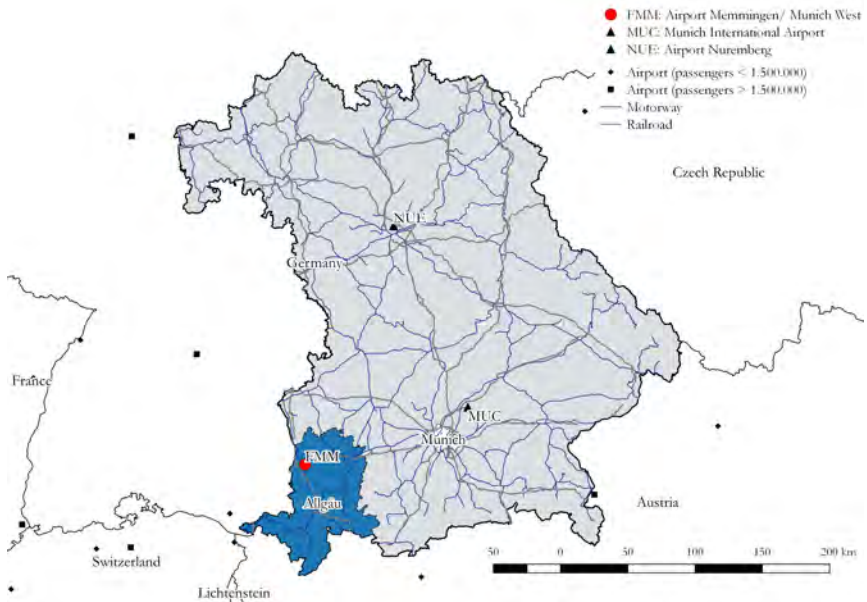 FMM: Airport Memmingen/ Munich West
MUC: Munich International Airport
NUE: Airport Nuremberg
Airport (passengers < 1.500.000)
Airport (passengers > 1.500.000)
Motorway
Railroad
Czech Republic
NUE
Germany
France
MUC
Munich
FMM
Allgäu
Austria
Switzerland
Lichtenstein
50 0 50 100 150 200 km